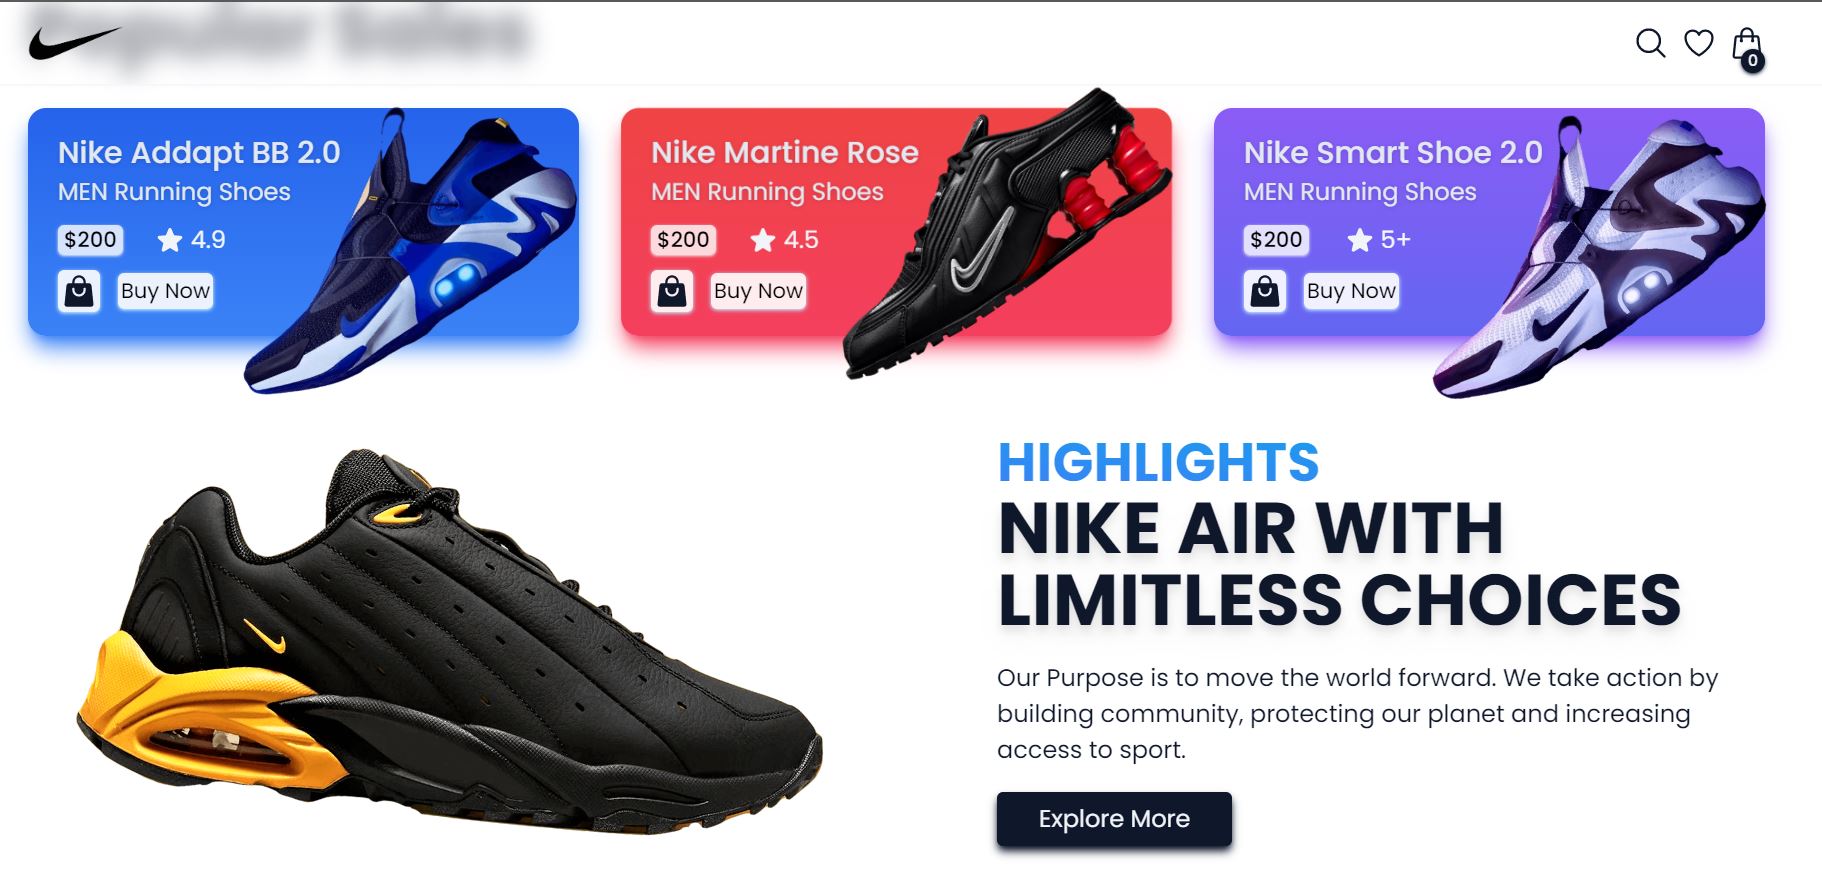 Popular Sales
0
Nike Addapt BB 2.0
MEN Running Shoes
$200
4.9
Buy Now
Nike Martine Rose
MEN Running Shoes
$200
4.5
Buy Now
Nike Smart Shoe 2.0
MEN Running Shoes
$200
5+
Buy Now
HIGHLIGHTS
NIKE AIR WITH
LIMITLESS CHOICES
Our Purpose is to move the world forward. We take action by
building community, protecting our planet and increasing
access to sport.
Explore More